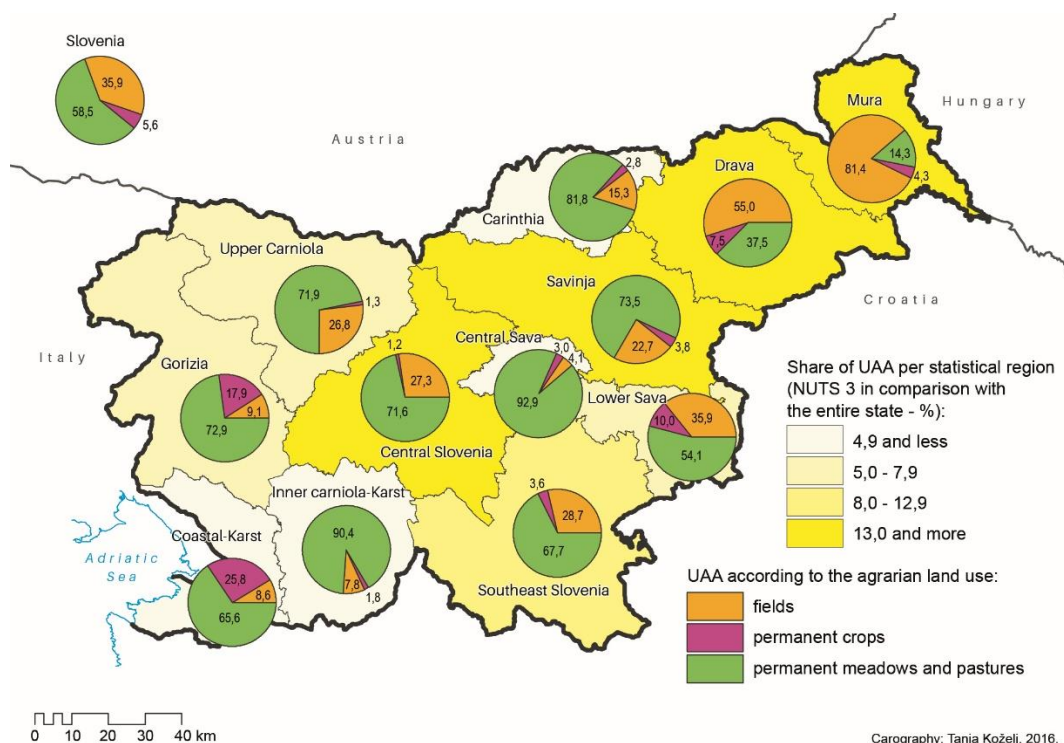 Slovenia
35,9
58,5
5,6
Austria
Hungary
Mura
14,3
81,4
4,3
Drava
55,0
7,5
37,5
2,8
81,8
15,3
Carinthia
Upper Carniola
71,9
1,3
26,8
Savinja
73,5
22,7
3,8
Croatia
Italy
Gorizia
17,9
9,1
72,9
1,2
27,3
71,6
Central Slovenia
Central Sava
3,0
4,1
92,9
Lower Sava
35,9
10,0
54,1
Inner carniola-Karst
90,4
7,8
1,8
Coastal-Karst
25,8
8,6
65,6
Adriatic
Sea
3,6
28,7
67,7
Southeast Slovenia
Share of UAA per statistical region
(NUTS 3 in comparison with
the entire state - %):
4,9 and less
5,0 - 7,9
8,0 - 12,9
13,0 and more
UAA according to the agrarian land use:
fields
permanent crops
permanent meadows and pastures
0 10 20 30 40 km
Carography: Tanja Koželj, 2016.